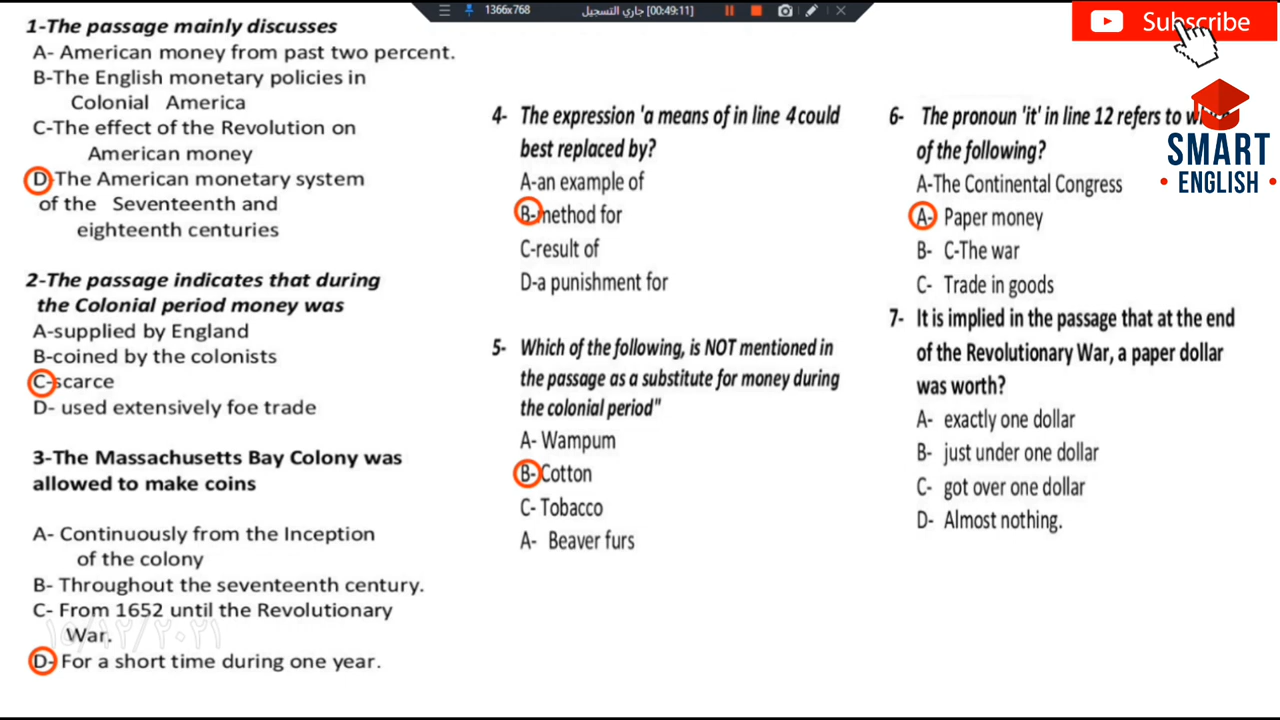 1366x768
جاري التسجيل [00:49:11]
Subscribe
SMART
ENGLISH
1-The passage mainly discusses
A- American money from past two percent.
B-The English monetary policies in
Colonial America
C-The effect of the Revolution on
American money
D-The American monetary system
of the Seventeenth and
eighteenth centuries
2-The passage indicates that during
the Colonial period money was
A-supplied by England
B-coined by the colonists
C-scarce
D- used extensively foe trade
3-The Massachusetts Bay Colony was
allowed to make coins
A- Continuously from the Inception
of the colony
B- Throughout the seventeenth century.
C- From 1652 until the Revolutionary
War.
١٥/١٢/٢٠٢١
D- For a short time during one year.
4- The expression 'a means of in line 4 could
best replaced by?
A-an example of
B-method for
C-result of
D-a punishment for
5- Which of the following, is NOT mentioned in
the passage as a substitute for money during
the colonial period"
A- Wampum
B-Cotton
C- Tobacco
A- Beaver furs
6- The pronoun 'it' in line 12 refers to
of the following?
A-The Continental Congress
A- Paper money
B- C-The war
C- Trade in goods
7- It is implied in the passage that at the end
of the Revolutionary War, a paper dollar
was worth?
A- exactly one dollar
B- just under one dollar
C- got over one dollar
D- Almost nothing.